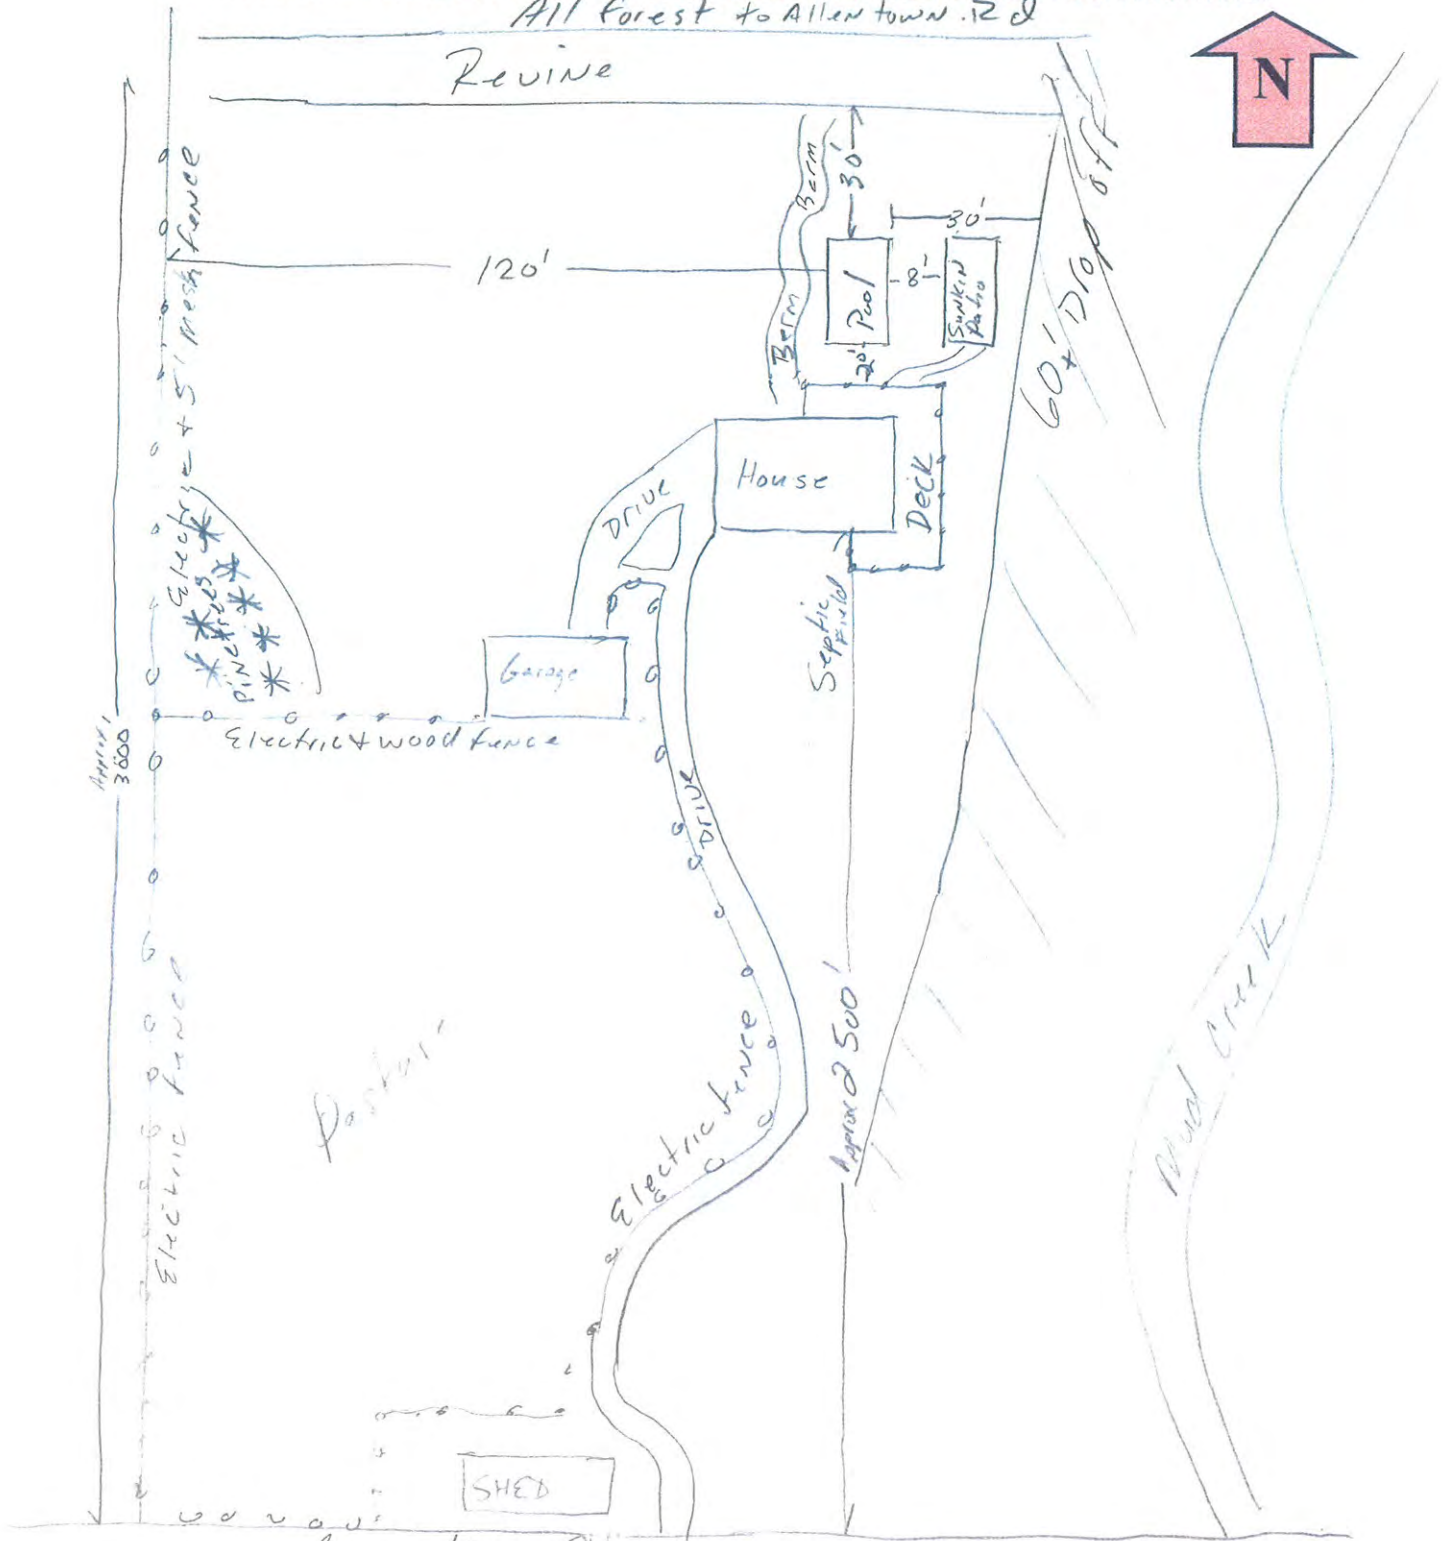 All forest to Allentown. Rd
Revine
N
Berm
30'
30'
120'
Pool
-8'-
Sunkin
Patio
Berm
20'
60+' Drop off
Electric + 5' mesh fence
House
Deck
Drive
Pine trees
Septic
Field
Garage
Electric + wood fence
Approx
3000'
Drive
Electric fence
Electric fence
Approx 2500'
Mud Creek
SHED